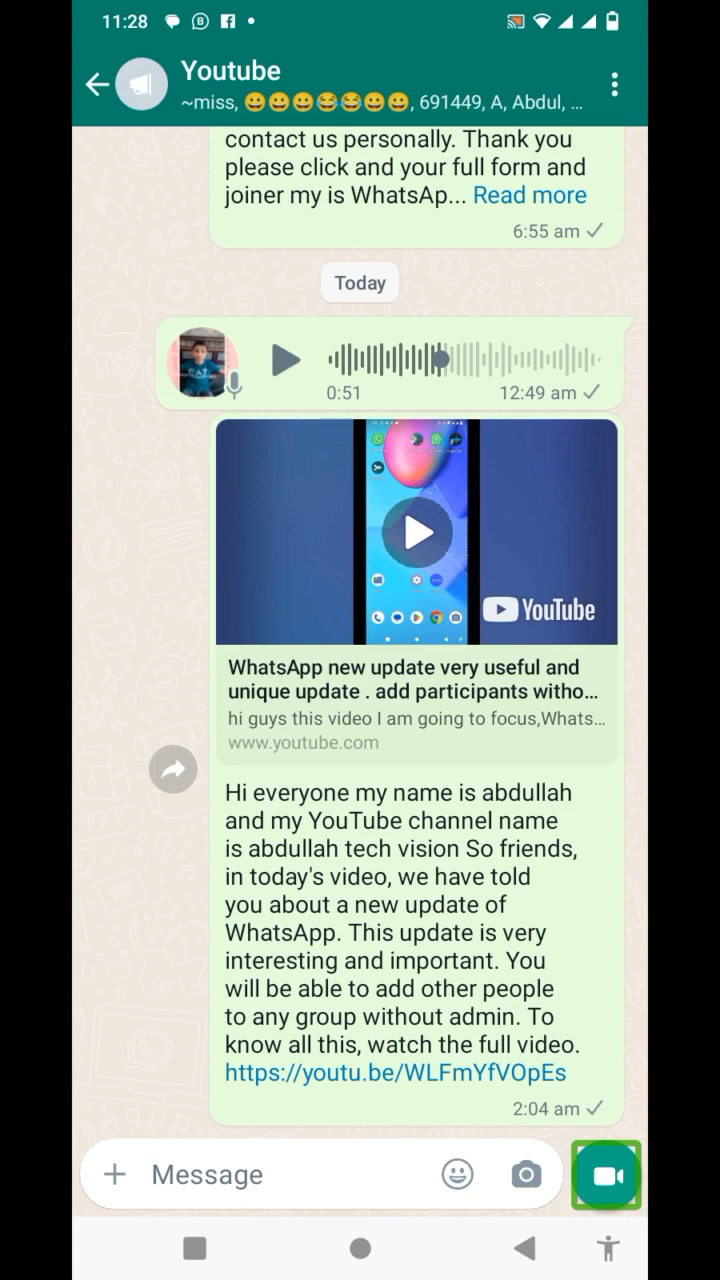 11:28
Youtube
~miss, 😀😀😀😂😂😀😀, 691449, A, Abdul, ...
contact us personally. Thank you
please click and your full form and
joiner my is WhatsAp... Read more
6:55 am
Today
0:51
12:49 am
YouTube
WhatsApp new update very useful and
unique update . add participants witho...
hi guys this video I am going to focus,Whats...
www.youtube.com
Hi everyone my name is abdullah
and my YouTube channel name
is abdullah tech vision So friends,
in today's video, we have told
you about a new update of
WhatsApp. This update is very
interesting and important. You
will be able to add other people
to any group without admin. To
know all this, watch the full video.
https://youtu.be/WLFmYfVOpEs
2:04 am
Message